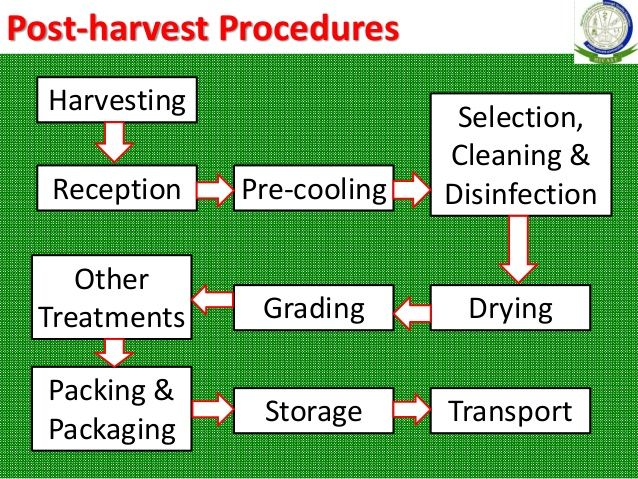 Post-harvest Procedures
Harvesting
Reception
Pre-cooling
Selection,
Cleaning &
Disinfection
Drying
Grading
Other
Treatments
Packing &
Packaging
Storage
Transport